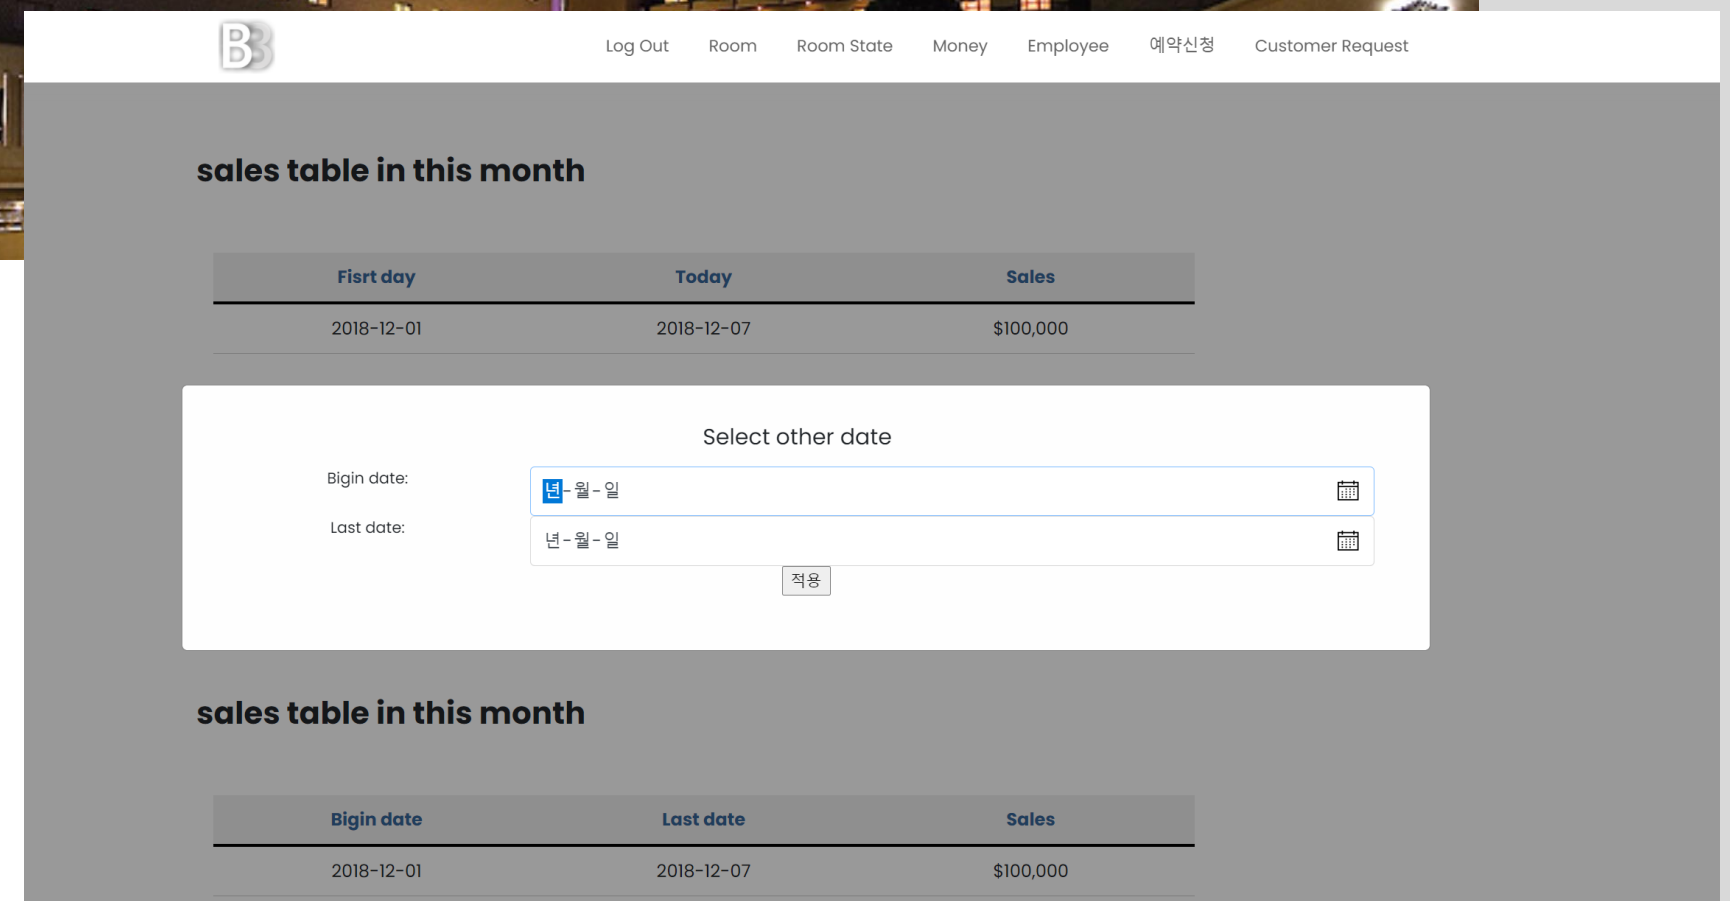 B3
Log Out Room Room State Money Employee 예약신청 Customer Request
sales table in this month
Fisrt day Today Sales
2018-12-01 2018-12-07 $100,000
Select other date
Bigin date: 년-월-일
Last date: 년-월-일
적용
sales table in this month
Bigin date Last date Sales
2018-12-01 2018-12-07 $100,000